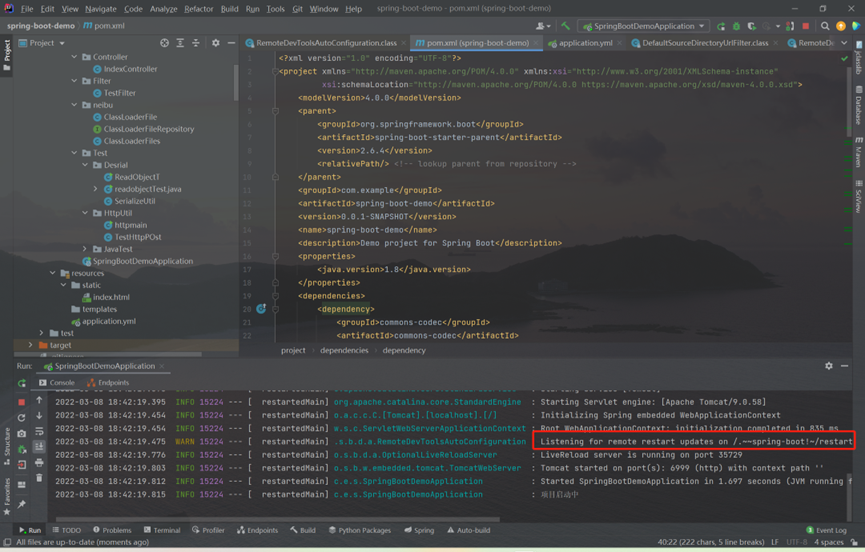 File Edit View Navigate Code Analyze Refactor Build Run Tools Git Window Help spring-boot-demo - pom.xml (spring-boot-demo)
spring-boot-demo pom.xml SpringBootDemoApplication
Project RemoteDevToolsAutoConfiguration.class pom.xml (spring-boot-demo) application.yml DefaultSourceDirectoryUrlFilter.class RemoteDe
Controller
IndexController
Filter
TestFilter
neibu
ClassLoaderFile
ClassLoaderFileRepository
ClassLoaderFiles
Test
Desrial
ReadObjectT
readobjectTest.java
SerializeUtil
HttpUtil
httpmain
TestHttpPOst
JavaTest
SpringBootDemoApplication
resources
static
index.html
templates
application.yml
test
target
1 <?xml version="1.0" encoding="UTF-8"?>
2 <project xmlns="http://maven.apache.org/POM/4.0.0" xmlns:xsi="http://www.w3.org/2001/XMLSchema-instance"
3 xsi:schemaLocation="http://maven.apache.org/POM/4.0.0 https://maven.apache.org/xsd/maven-4.0.0.xsd">
4 <modelVersion>4.0.0</modelVersion>
5 <parent>
6 <groupId>org.springframework.boot</groupId>
7 <artifactId>spring-boot-starter-parent</artifactId>
8 <version>2.6.4</version>
9 <relativePath/> <!-- lookup parent from repository -->
10 </parent>
11 <groupId>com.example</groupId>
12 <artifactId>spring-boot-demo</artifactId>
13 <version>0.0.1-SNAPSHOT</version>
14 <name>spring-boot-demo</name>
15 <description>Demo project for Spring Boot</description>
16 <properties>
17 <java.version>1.8</java.version>
18 </properties>
19 <dependencies>
20 <dependency>
21 <groupId>commons-codec</groupId>
22 <artifactId>commons-codec</artifactId>
project dependencies dependency
Project
Structure
Favorites
jclasslib
Database
Maven
SciView
Run: SpringBootDemoApplication
Console Endpoints
2022-03-08 18:42:19.394 INFO 15224 --- [ restartedMain] org.apache.catalina.core.StandardEngine : Starting Servlet engine: [Apache Tomcat/9.0.58]
2022-03-08 18:42:19.454 INFO 15224 --- [ restartedMain] o.a.c.c.C.[Tomcat].[localhost].[/] : Initializing Spring embedded WebApplicationContext
2022-03-08 18:42:19.454 INFO 15224 --- [ restartedMain] w.s.c.ServletWebServerApplicationContext : Root WebApplicationContext: initialization completed in 835 ms
2022-03-08 18:42:19.475 WARN 15224 --- [ restartedMain] .s.b.d.a.RemoteDevToolsAutoConfiguration : Listening for remote restart updates on /.~~spring-boot!~/restart
2022-03-08 18:42:19.776 INFO 15224 --- [ restartedMain] o.s.b.d.a.OptionalLiveReloadServer : LiveReload server is running on port 35729
2022-03-08 18:42:19.803 INFO 15224 --- [ restartedMain] o.s.b.w.embedded.tomcat.TomcatWebServer : Tomcat started on port(s): 6999 (http) with context path ''
2022-03-08 18:42:19.812 INFO 15224 --- [ restartedMain] c.e.s.SpringBootDemoApplication : Started SpringBootDemoApplication in 1.697 seconds (JVM running f
2022-03-08 18:42:19.815 INFO 15224 --- [ restartedMain] c.e.s.SpringBootDemoApplication : 项目启动中
Run TODO Problems Terminal Profiler Endpoints Build Python Packages Spring Auto-build Event Log
All files are up-to-date (moments ago) 40:22 (222 chars, 5 line breaks) LF UTF-8 4 spaces